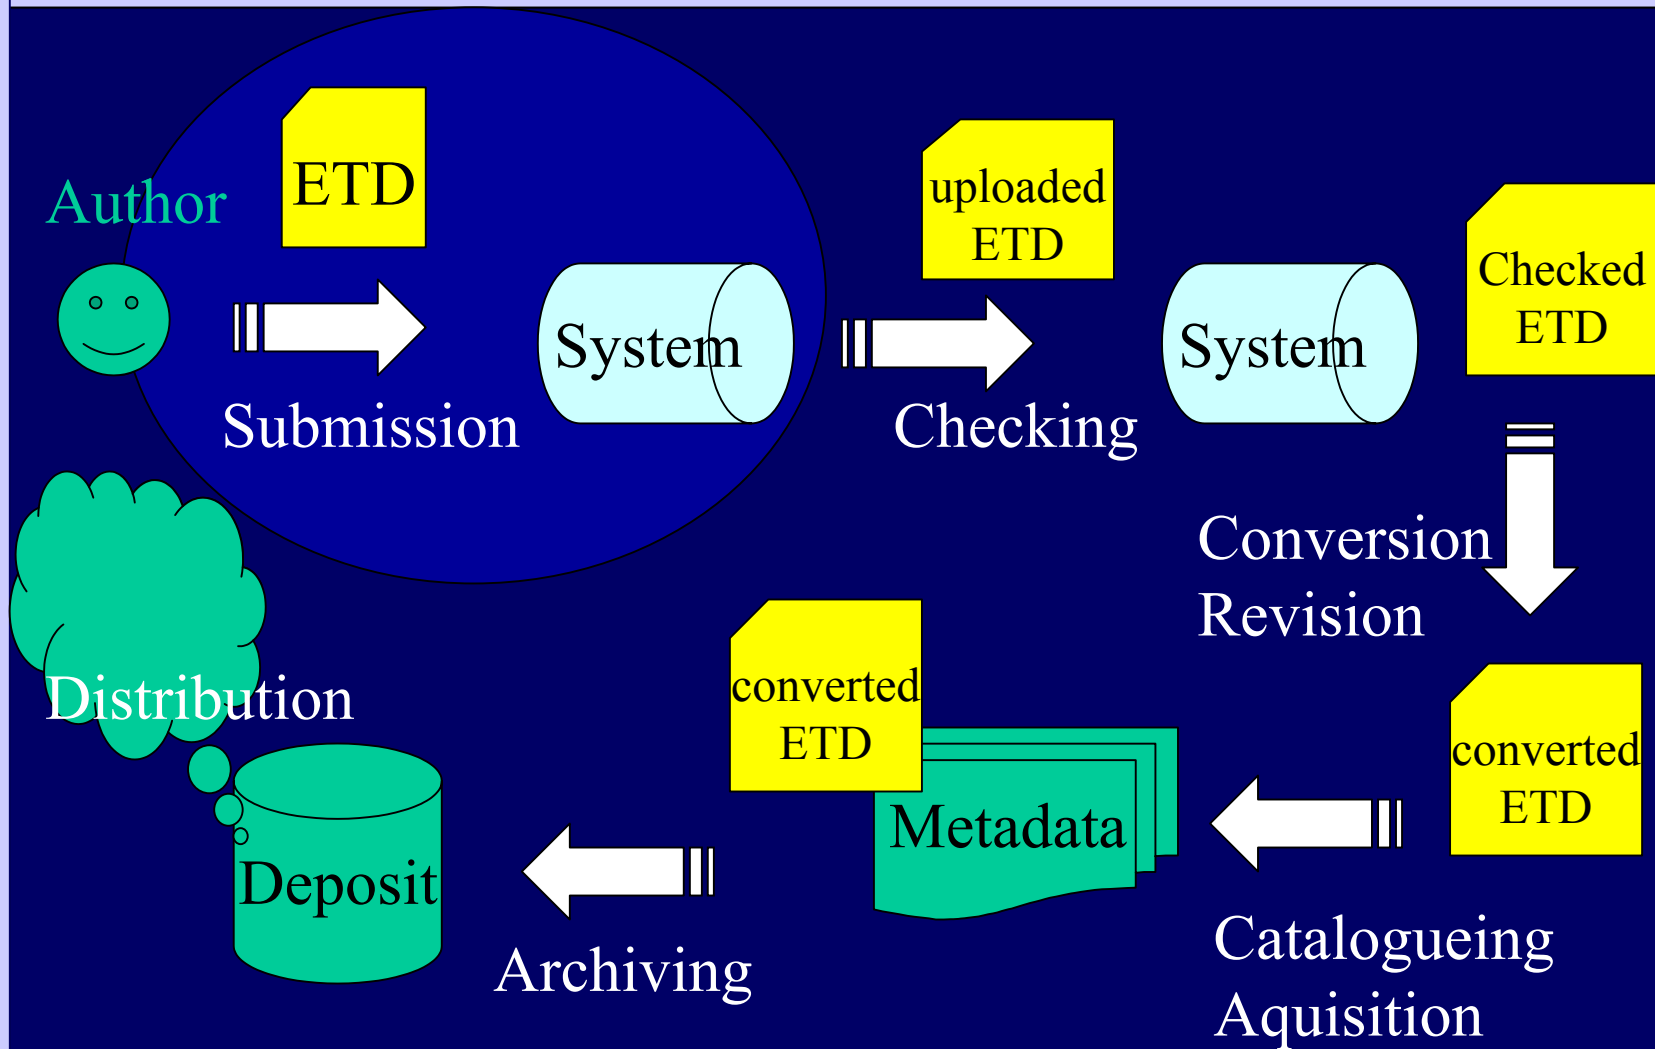 Author
ETD
Submission
System
uploaded
ETD
Checking
System
Checked
ETD
Conversion
Revision
converted
ETD
Catalogueing
Aquisition
converted
ETD
Metadata
Archiving
Deposit
Distribution